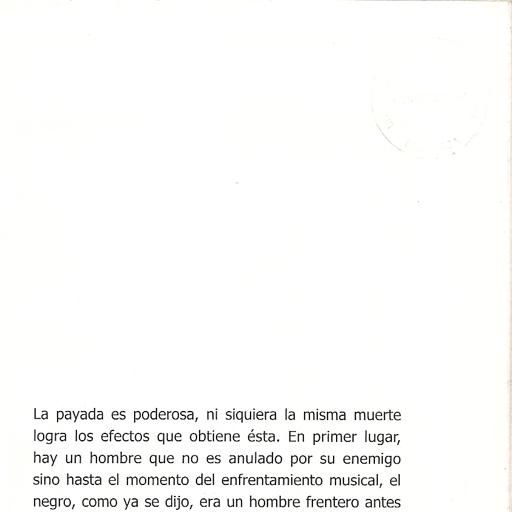 La payada es poderosa, ni siquiera la misma muerte
logra los efectos que obtiene ésta. En primer lugar,
hay un hombre que no es anulado por su enemigo
sino hasta el momento del enfrentamiento musical, el
negro, como ya se dijo, era un hombre frentero antes